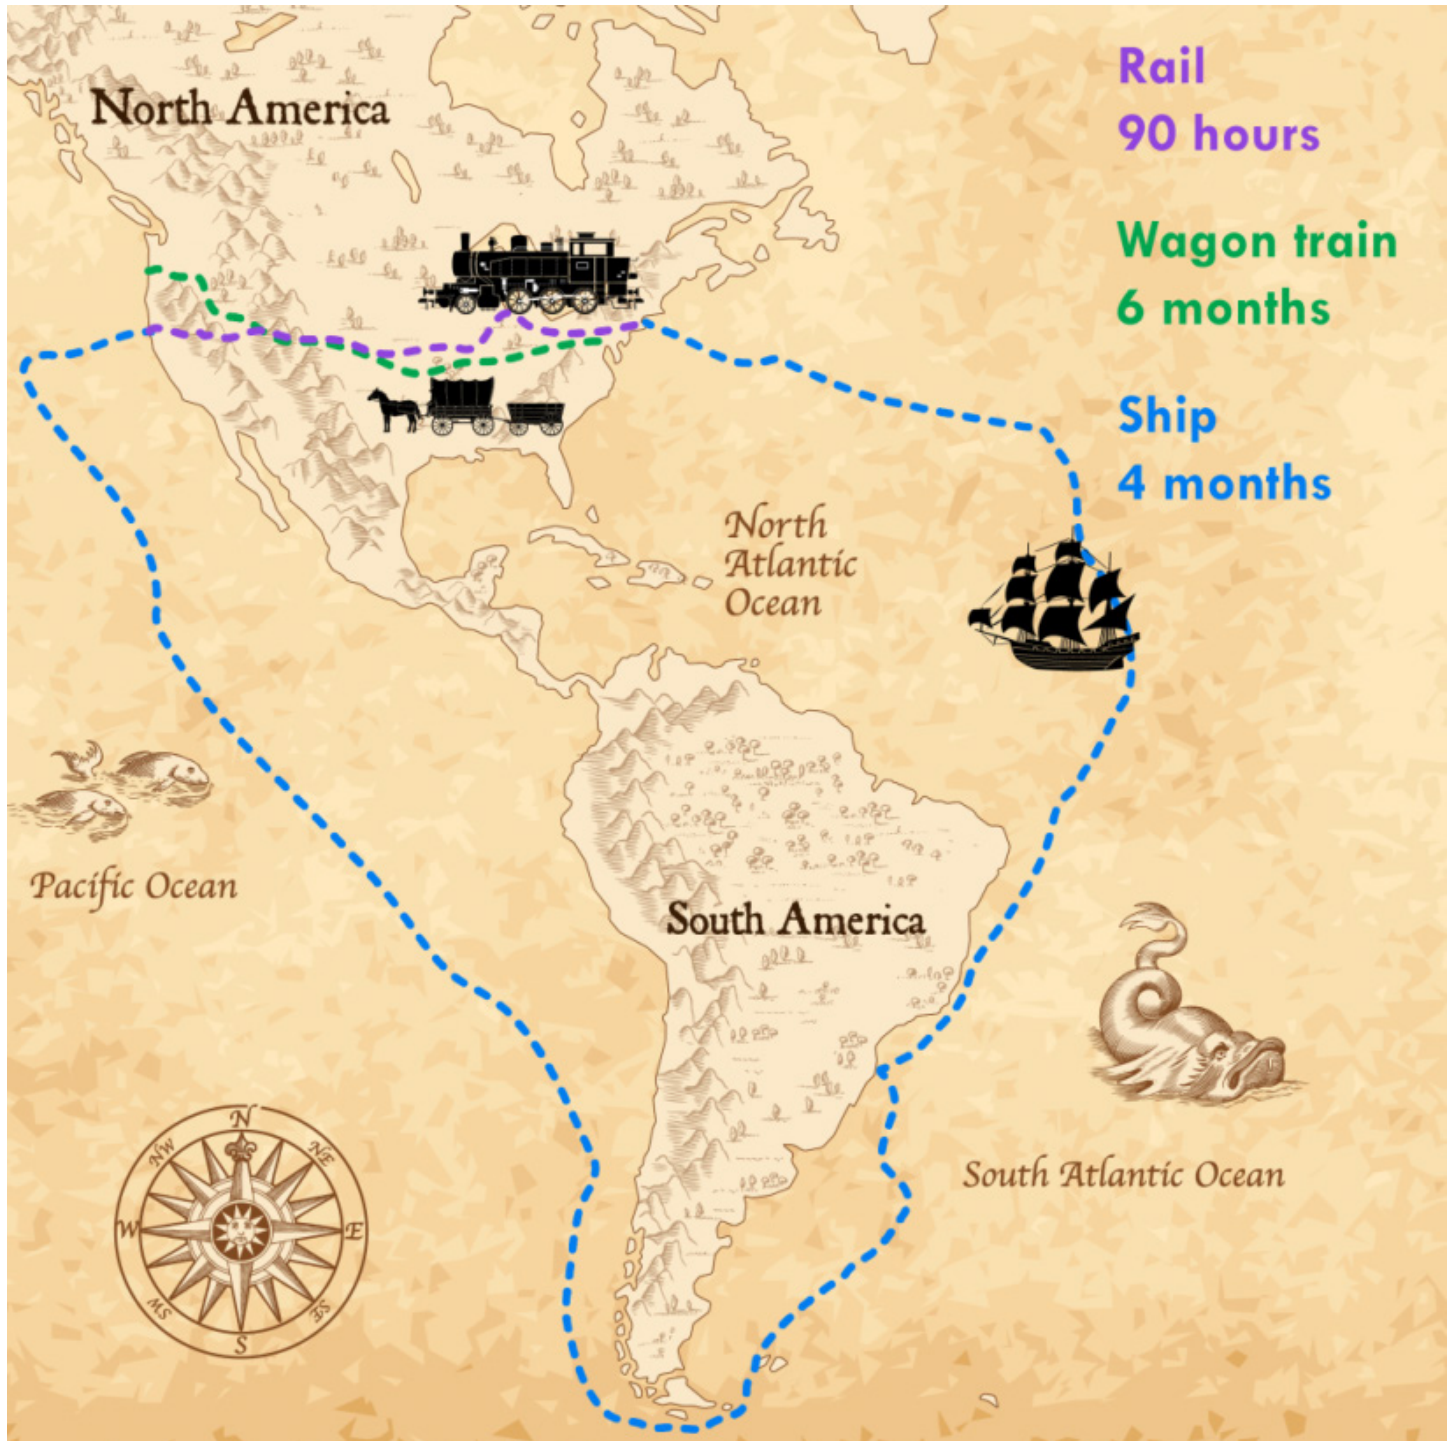 North America
Rail
90 hours
Wagon train
6 months
Ship
4 months
North
Atlantic
Ocean
Pacific Ocean
South America
South Atlantic Ocean
N
NW
NE
W
E
SW
SE
S